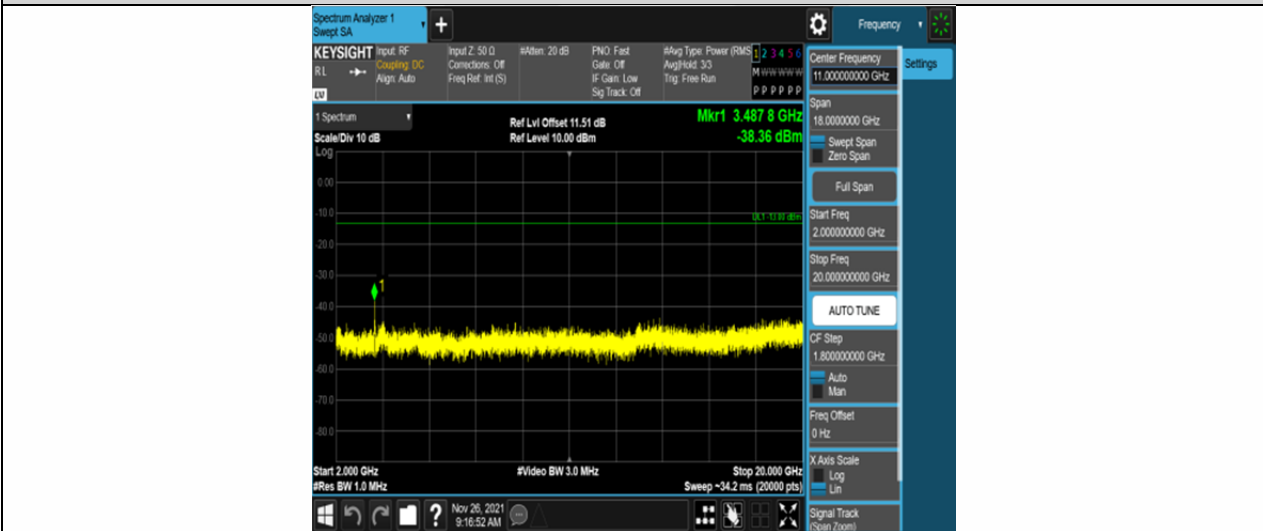 Spectrum Analyzer 1
Swept SA
+
Frequency
KEYSIGHT
RL
LXI
Input: RF
Coupling: DC
Align: Auto
Input Z: 50 Ω
Corrections: Off
Freq Ref: Int (S)
#Atten: 20 dB
PNO: Fast
Gate: Off
IF Gain: Low
Sig Track: Off
#Avg Type: Power (RMS
Avg|Hold: 3/3
Trig: Free Run
1 2 3 4 5 6
M W W W W W
P P P P P P
1 Spectrum
Scale/Div 10 dB
Ref Lvl Offset 11.51 dB
Ref Level 10.00 dBm
Mkr1 3.487 8 GHz
-38.36 dBm
Log
0.00
-10.0
-20.0
-30.0
-40.0
-50.0
-60.0
-70.0
-80.0
DL1 -13.00 dBm
1
Start 2.000 GHz
#Res BW 1.0 MHz
#Video BW 3.0 MHz
Stop 20.000 GHz
Sweep ~34.2 ms (20000 pts)
?
Nov 26, 2021
9:16:52 AM
Center Frequency
11.000000000 GHz
Span
18.0000000 GHz
Swept Span
Zero Span
Full Span
Start Freq
2.000000000 GHz
Stop Freq
20.000000000 GHz
AUTO TUNE
CF Step
1.800000000 GHz
Auto
Man
Freq Offset
0 Hz
X Axis Scale
Log
Lin
Signal Track
(Span Zoom)
Settings